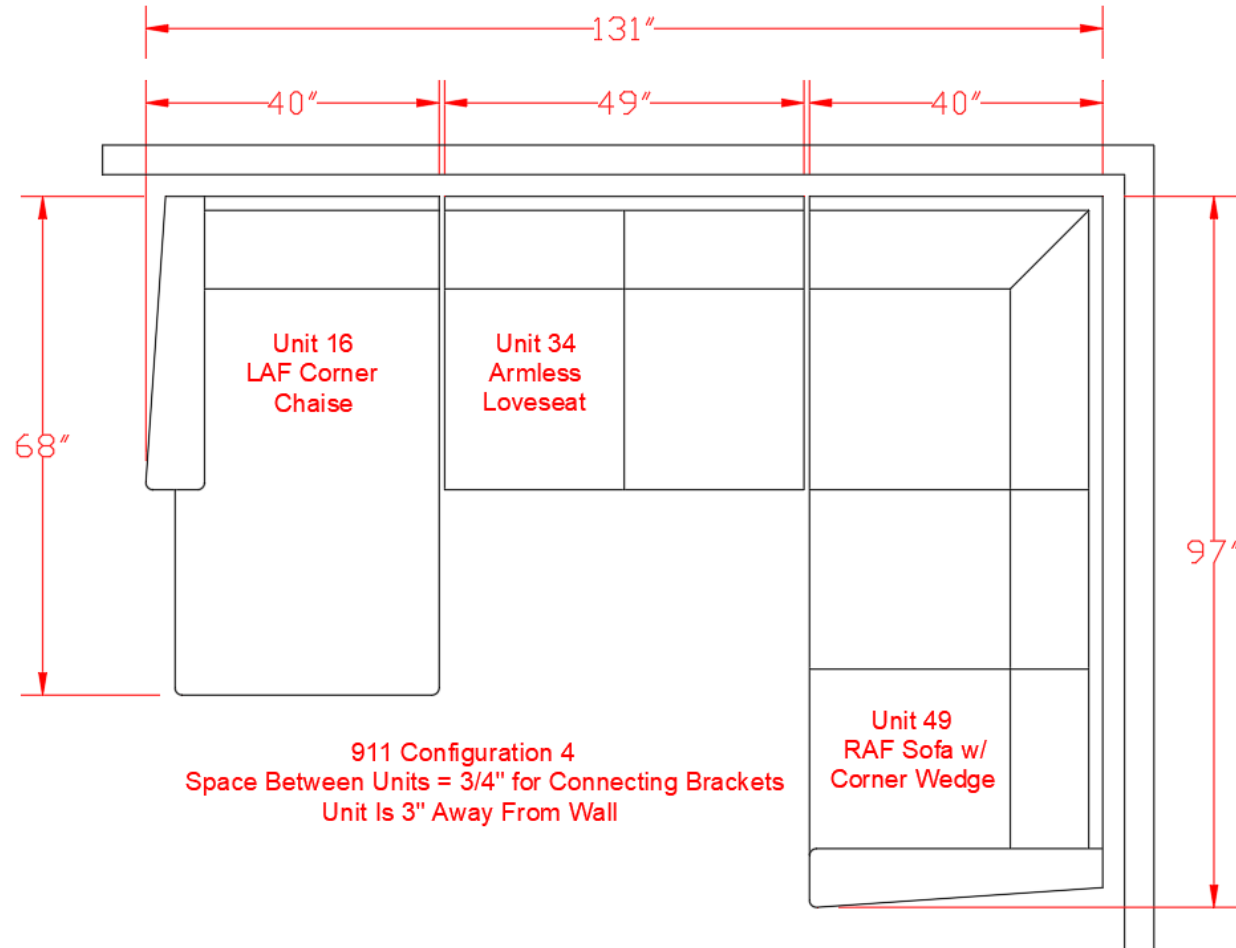 131"
40"
49"
40"
68"
Unit 16
LAF Corner
Chaise
Unit 34
Armless
Loveseat
97"
Unit 49
RAF Sofa w/
Corner Wedge
911 Configuration 4
Space Between Units = 3/4" for Connecting Brackets
Unit Is 3" Away From Wall